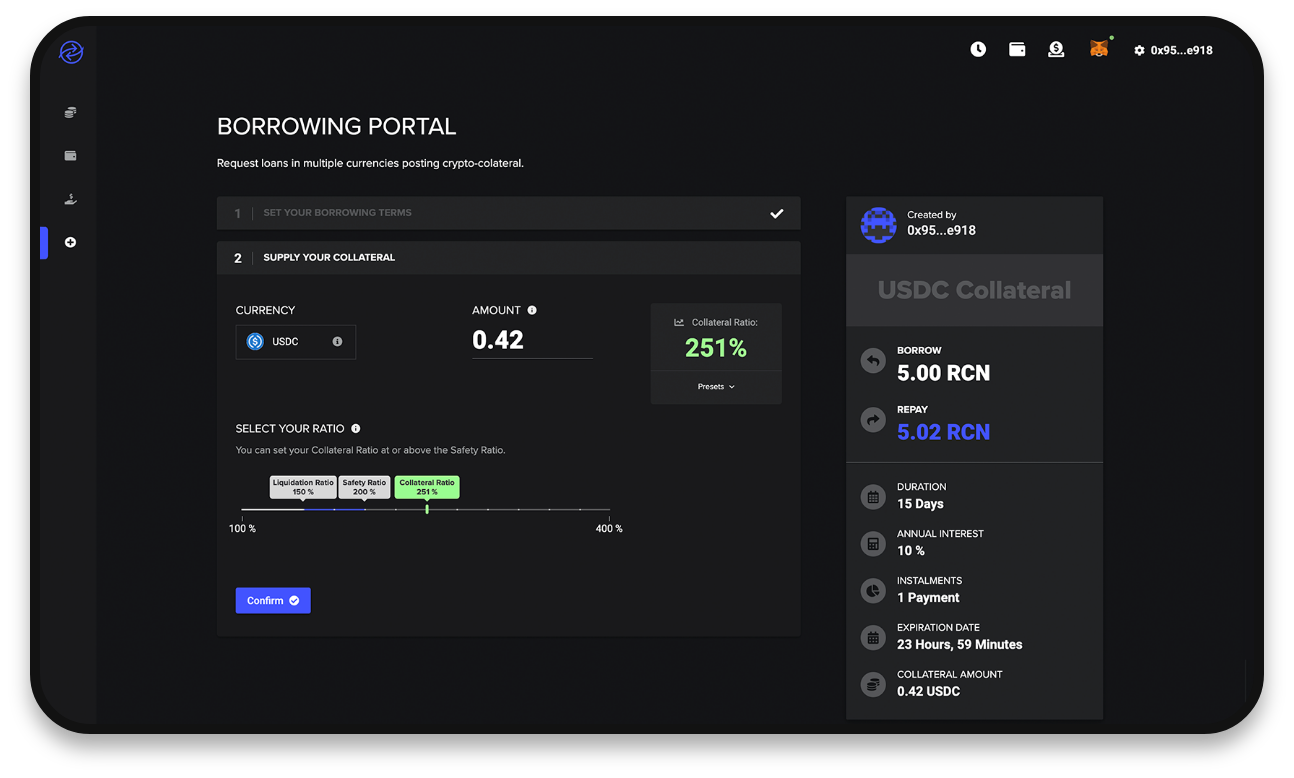 0x95...e918
BORROWING PORTAL
Request loans in multiple currencies posting crypto-colateral.
1 SET YOUR BORROWING TERMS
2 SUPPLY YOUR COLLATERAL
CURRENCY
USDC
AMOUNT
0.42
Collateral Ratio:
251%
Presets
SELECT YOUR RATIO
You can set your Collateral Ratio at or above the Safety Ratio.
Liquidation Ratio
150 %
Safety Ratio
200 %
Collateral Ratio
251 %
100 %
400 %
Confirm
Created by
0x95...e918
USDC Collateral
BORROW
5.00 RCN
REPAY
5.02 RCN
DURATION
15 Days
ANNUAL INTEREST
10 %
INSTALMENTS
1 Payment
EXPIRATION DATE
23 Hours, 59 Minutes
COLLATERAL AMOUNT
0.42 USDC